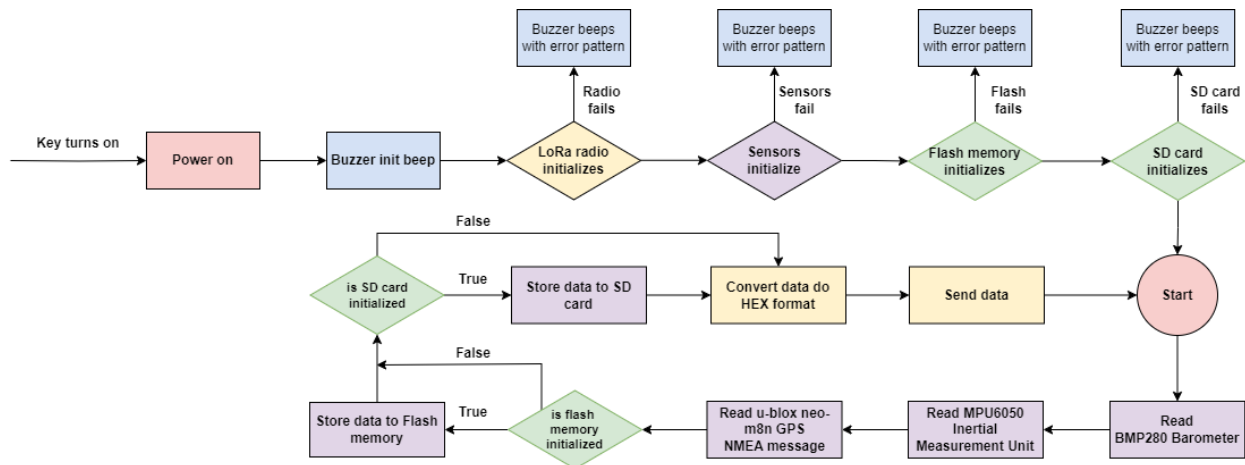 Buzzer beeps
with error pattern
Buzzer beeps
with error pattern
Buzzer beeps
with error pattern
Buzzer beeps
with error pattern
Radio
fails
Sensors
fail
Flash
fails
SD card
fails
Key turns on
Power on
Buzzer init beep
LoRa radio
initializes
Sensors
initialize
Flash memory
initializes
SD card
initializes
False
is SD card
initialized
True
Store data to SD
card
Convert data do
HEX format
Send data
Start
False
Store data to Flash
memory
True
is flash
memory
initialized
Read u-blox neo-
m8n GPS
NMEA message
Read MPU6050
Inertial
Measurement Unit
Read
BMP280 Barometer